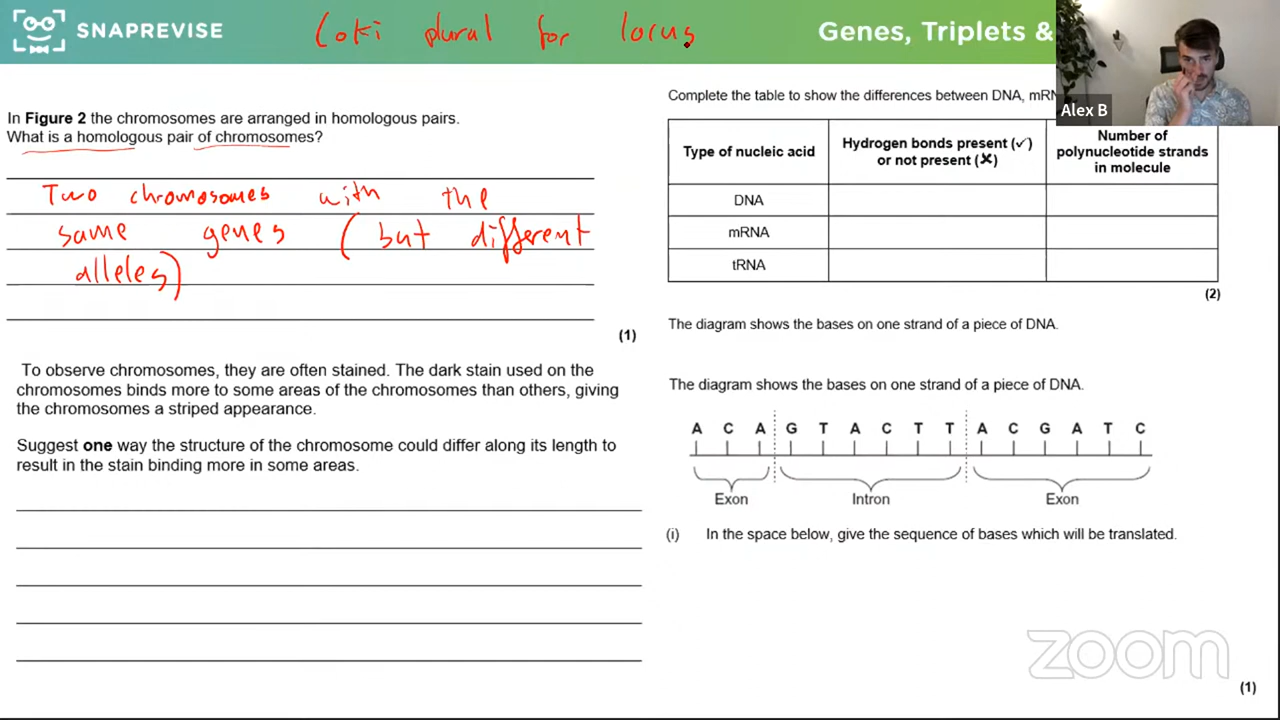 SNAPREVISE
Loki plural for locus
Genes, Triplets &
Alex B
In Figure 2 the chromosomes are arranged in homologous pairs.
What is a homologous pair of chromosomes?
Two chromosomes with the
same genes (but different
alleles)
(1)
To observe chromosomes, they are often stained. The dark stain used on the
chromosomes binds more to some areas of the chromosomes than others, giving
the chromosomes a striped appearance.
Suggest one way the structure of the chromosome could differ along its length to
result in the stain binding more in some areas.
Complete the table to show the differences between DNA, mRN
Type of nucleic acid
Hydrogen bonds present (✓)
or not present (✗)
Number of
polynucleotide strands
in molecule
DNA
mRNA
tRNA
(2)
The diagram shows the bases on one strand of a piece of DNA.
The diagram shows the bases on one strand of a piece of DNA.
A C A G T A C T T A C G A T C
Exon Intron Exon
(i) In the space below, give the sequence of bases which will be translated.
zoom
(1)